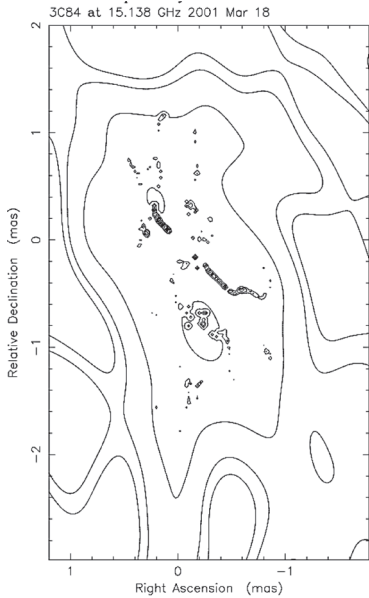 3C84 at 15.138 GHz 2001 Mar 18
2
1
0
−1
−2
Relative Declination (mas)
1 0 −1
Right Ascension (mas)